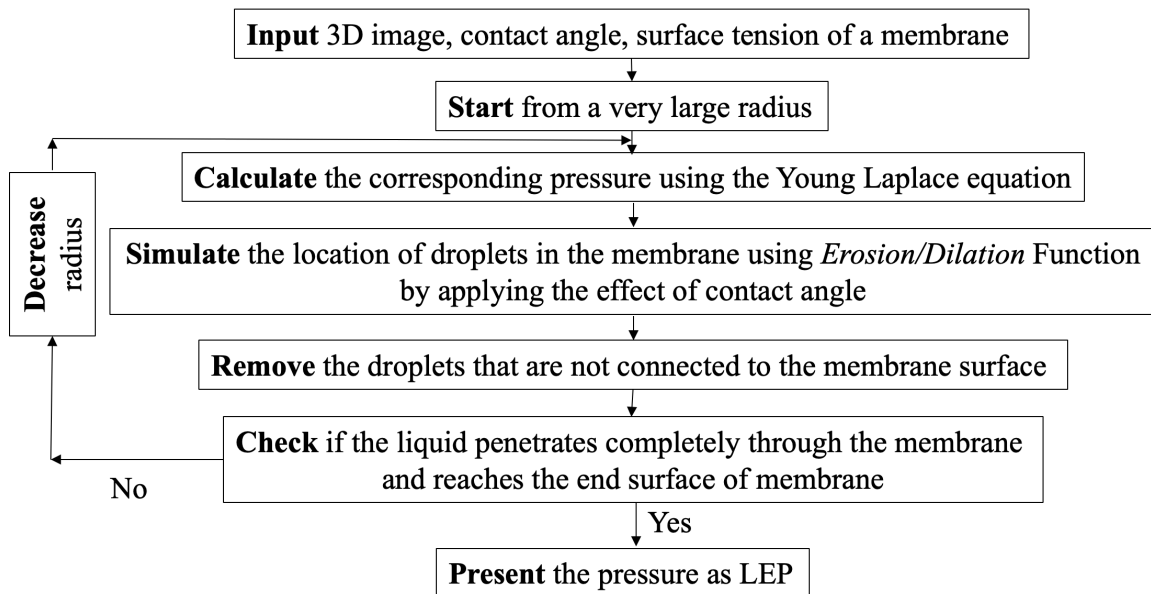 Input 3D image, contact angle, surface tension of a membrane
Start from a very large radius
Calculate the corresponding pressure using the Young Laplace equation
Decrease
radius
Simulate the location of droplets in the membrane using Erosion/Dilation Function
by applying the effect of contact angle
Remove the droplets that are not connected to the membrane surface
Check if the liquid penetrates completely through the membrane
and reaches the end surface of membrane
No
Yes
Present the pressure as LEP